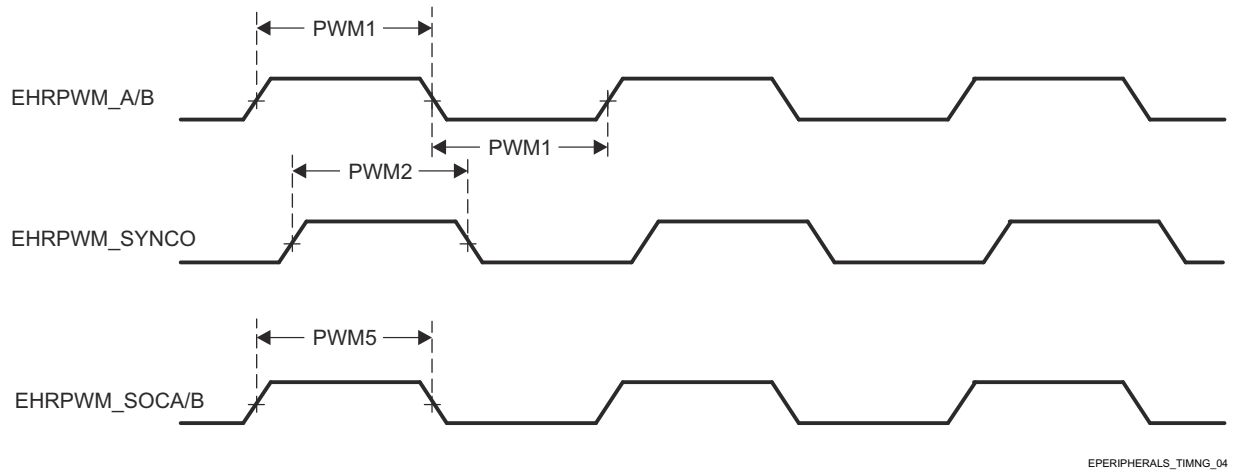 PWM1
EHRPWM_A/B
PWM1
PWM2
EHRPWM_SYNCO
PWM5
EHRPWM_SOCA/B
EPERIPHERALS_TIMNG_04